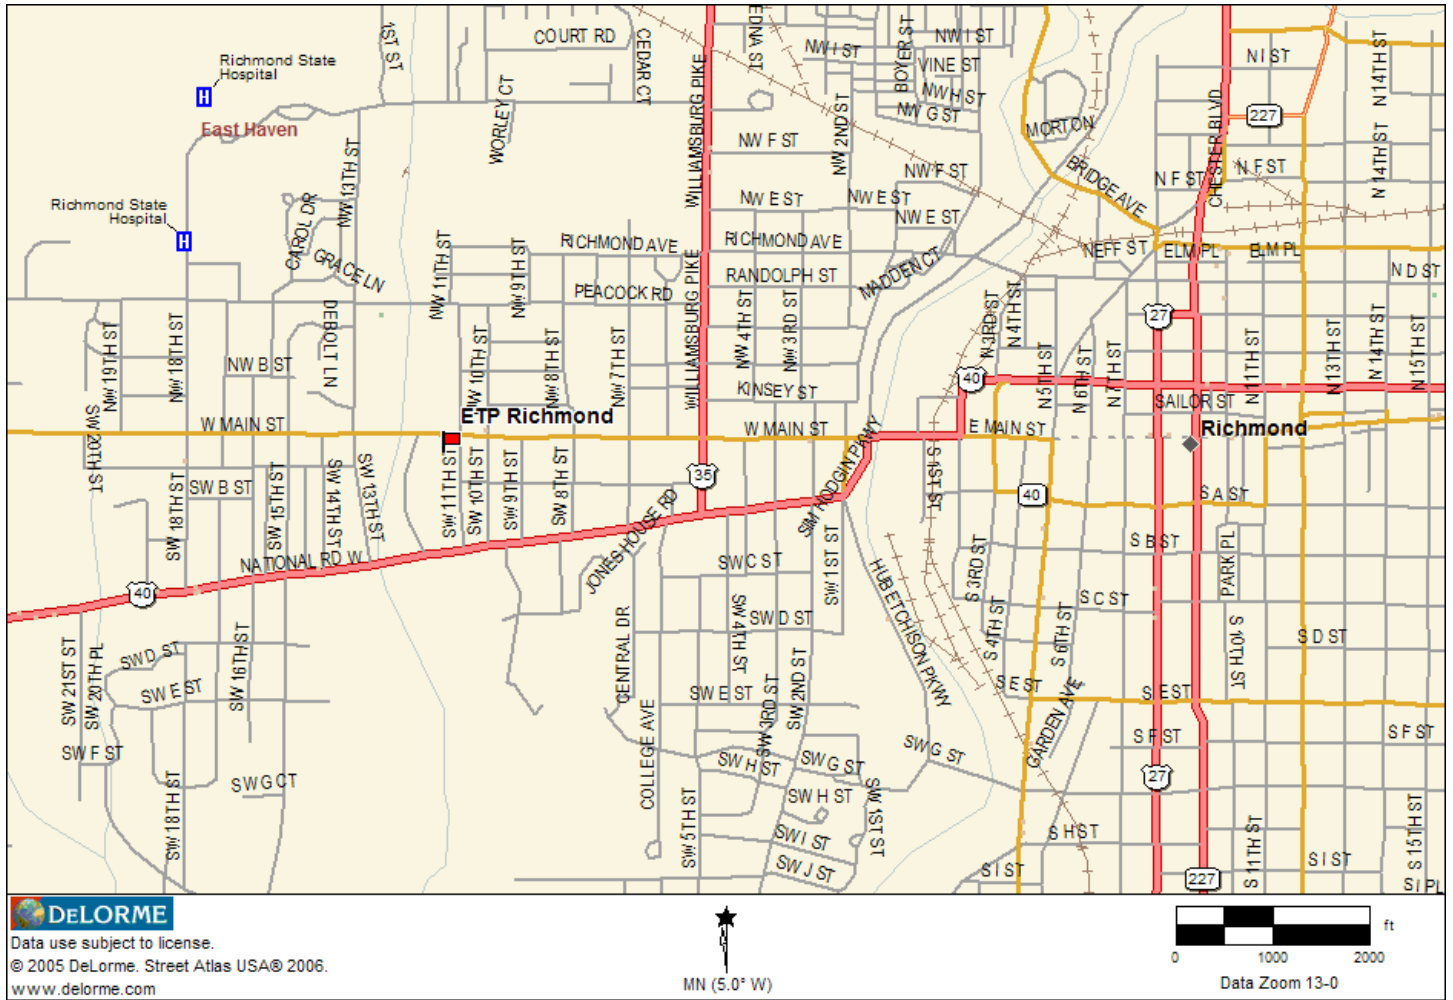 1ST ST
COURT RD
CEDAR CT
WORLEY CT
WILLIAMSBURG PIKE
EDNA ST
NW I ST
BOYER ST
NW I ST
VINE ST
NW H ST
NW G ST
N I ST
N 14TH ST
227
CHESTER BLVD
MORTON
Richmond State
Hospital
East Haven
NW 13TH ST
NW F ST
NW 2ND ST
NW F ST
BRIDGE AVE
N F ST
N F ST
N 14TH ST
Richmond State
Hospital
CAROL DR
GRACE LN
NW E ST
NW E ST
NW E ST
RICHMOND AVE
RICHMOND AVE
NEFF ST
ELM PL
ELM PL
NW 11TH ST
NW 9TH ST
PEACOCK RD
WILLIAMSBURG PIKE
RANDOLPH ST
MADDEN CT
N D ST
DEBOLT LN
NW 19TH ST
NW 18TH ST
NW B ST
NW 10TH ST
NW 8TH ST
NW 7TH ST
NW 4TH ST
NW 3RD ST
N 3RD ST
N 4TH ST
N 5TH ST
N 6TH ST
N 7TH ST
27
N 11TH ST
N 13TH ST
N 14TH ST
N 15TH ST
KINSEY ST
40
SAILOR ST
SW 20TH ST
W MAIN ST
ETP Richmond
W MAIN ST
SIM HODGIN PKWY
E MAIN ST
Richmond
SW 18TH ST
SW B ST
SW 15TH ST
SW 14TH ST
SW 13TH ST
SW 11TH ST
SW 10TH ST
SW 9TH ST
SW 8TH ST
JONES HOUSE RD
35
S 1ST ST
40
S A ST
NATIONAL RD W
40
SW C ST
SW 1ST ST
HUB ETCHISON PKWY
S 3RD ST
S B ST
PARK PL
S C ST
SW 21ST ST
SW 20TH PL
SW D ST
SW E ST
SW 16TH ST
CENTRAL DR
COLLEGE AVE
SW 4TH ST
SW D ST
SW E ST
SW 3RD ST
SW 2ND ST
S 4TH ST
S 6TH ST
S 10TH ST
S D ST
S E ST
S E ST
GARDEN AVE
SW F ST
SW G CT
SW 18TH ST
SW H ST
SW G ST
SW G ST
S F ST
S F ST
27
SW 5TH ST
SW H ST
SW I ST
SW J ST
SW 1ST ST
S H ST
S I ST
S 11TH ST
S I ST
S 15TH ST
S I PL
227
DELORME
Data use subject to license.
© 2005 DeLorme. Street Atlas USA® 2006.
www.delorme.com
MN (5.0° W)
ft
0 1000 2000
Data Zoom 13-0